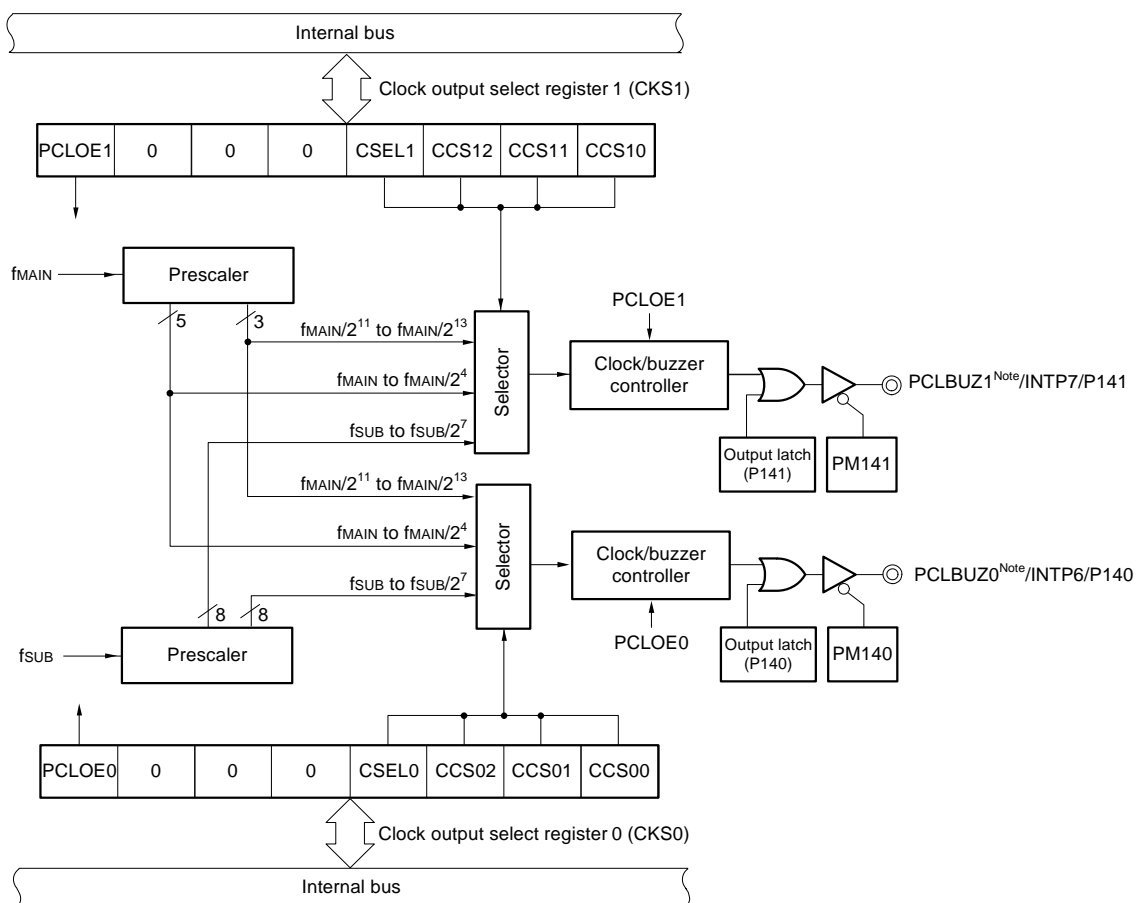 Internal bus
Clock output select register 1 (CKS1)
PCLOE1 0 0 0 CSEL1 CCS12 CCS11 CCS10
fMAIN
Prescaler
5 3
PCLOE1
fMAIN/2^11 to fMAIN/2^13
fMAIN to fMAIN/2^4
fSUB to fSUB/2^7
Selector
Clock/buzzer
controller
PCLBUZ1^Note/INTP7/P141
Output latch
(P141)
PM141
fMAIN/2^11 to fMAIN/2^13
fMAIN to fMAIN/2^4
fSUB to fSUB/2^7
Selector
Clock/buzzer
controller
PCLBUZ0^Note/INTP6/P140
8 8
PCLOE0
Output latch
(P140)
PM140
fSUB
Prescaler
PCLOE0 0 0 0 CSEL0 CCS02 CCS01 CCS00
Clock output select register 0 (CKS0)
Internal bus